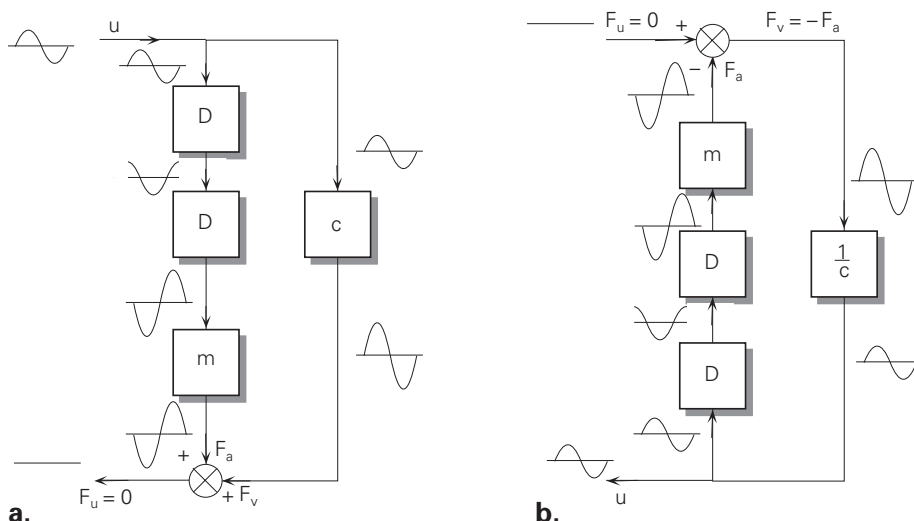 u
D
D
c
m
+ F_a
F_u = 0
+ F_v
a.
F_u = 0
+
F_v = – F_a
– F_a
m
D
1/c
D
u
b.